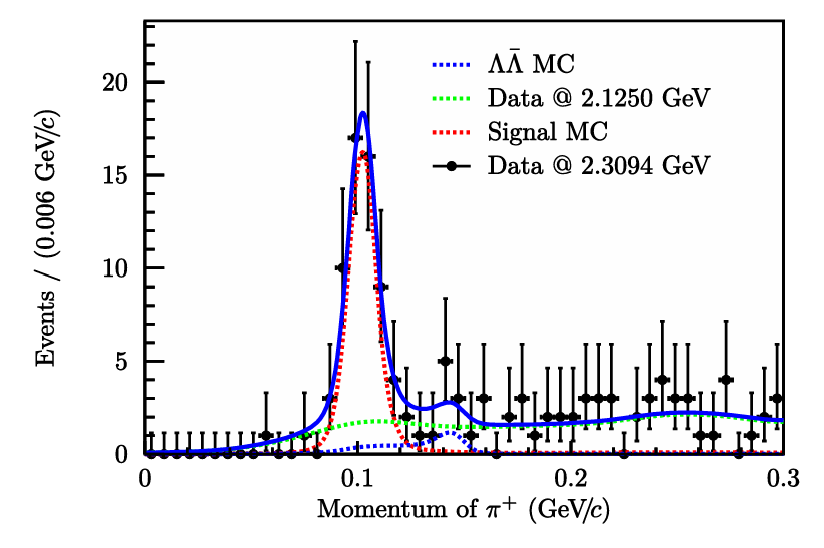 Events / (0.006 GeV/c)
20
15
10
5
0
ΛΛ̄ MC
Data @ 2.1250 GeV
Signal MC
Data @ 2.3094 GeV
0 0.1 0.2 0.3
Momentum of π⁺ (GeV/c)